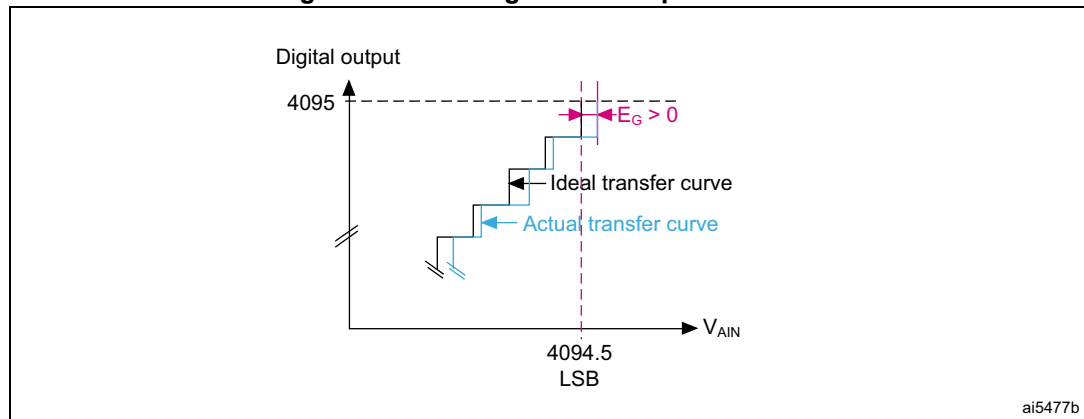 Digital output
4095
E_G > 0
Ideal transfer curve
Actual transfer curve
V_AIN
4094.5
LSB
ai5477b